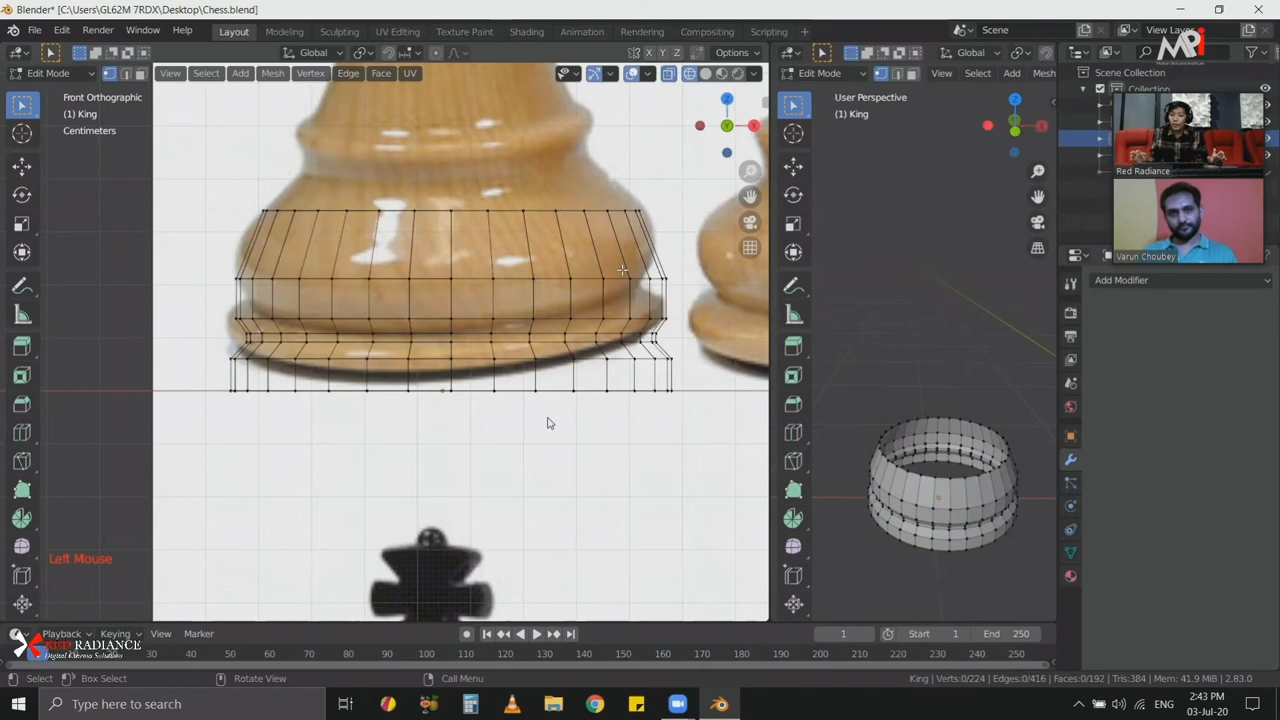 Blender* [C:\Users\GL62M 7RDX\Desktop\Chess.blend]
File Edit Render Window Help
Layout Modeling Sculpting UV Editing Texture Paint Shading Animation Rendering Compositing Scripting
Scene
View Layer
Global
X Y Z
Options
Global
MPI
Edit Mode
View Select Add Mesh Vertex Edge Face UV
Edit Mode
View Select Add Mesh
Scene Collection
Collection
Front Orthographic
(1) King
Centimeters
Z
Y
X
User Perspective
(1) King
Z
X
Red Radiance
Varun Choubey
Add Modifier
Left Mouse
Playback Keying View Marker
1
Start 1
End 250
RED RADIANCE
Digital Cinema Solutions
30 40 50 60 70 80 90 100 110 120 130 140 150 160 170 180 190 200 210 220 230 240 250
Select
Box Select
Rotate View
Call Menu
King | Verts:0/224 | Edges:0/416 | Faces:0/192 | Tris:384 | Mem: 41.9 MiB | 2.83.0
Type here to search
ENG
2:43 PM
03-Jul-20